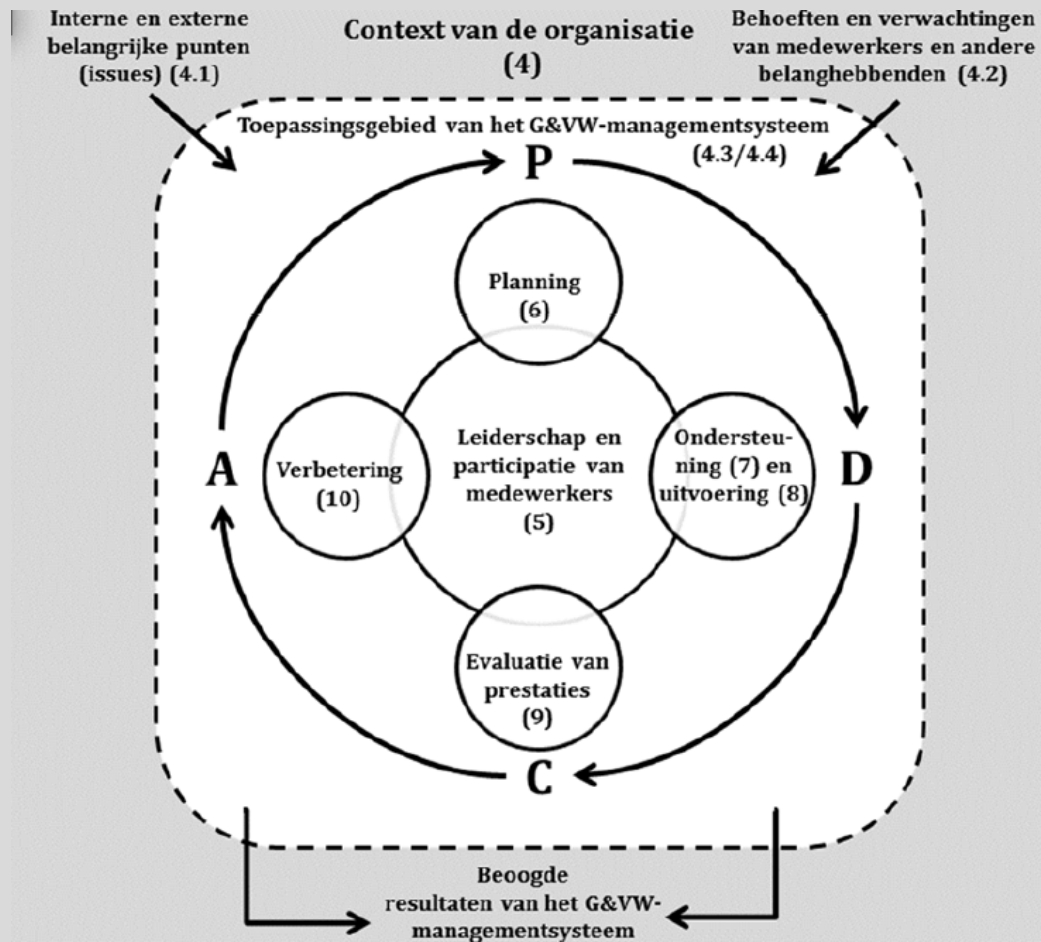 Interne en externe
belangrijke punten
(issues) (4.1)
Context van de organisatie
(4)
Behoeften en verwachtingen
van medewerkers en andere
belanghebbenden (4.2)
Toepassingsgebied van het G&VW-managementsysteem
(4.3/4.4)
P
Planning
(6)
A
Verbetering
(10)
Leiderschap en
participatie van
medewerkers
(5)
Ondersteu-
ning (7) en
uitvoering (8)
D
Evaluatie van
prestaties
(9)
C
Beoogde
resultaten van het G&VW-
managementsysteem